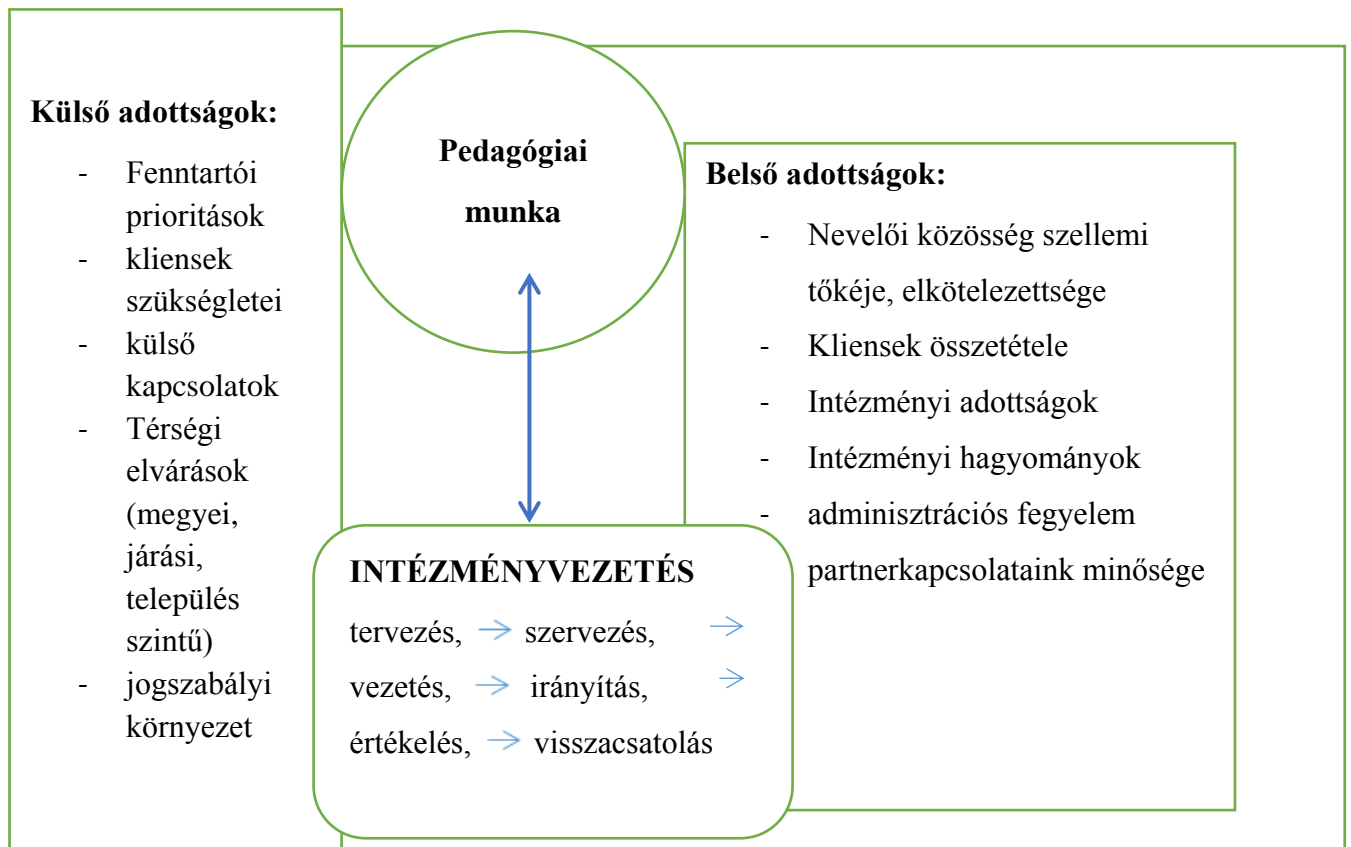 Külső adottságok:
- Fenntartói
prioritások
- kliensek
szükségletei
- külső
kapcsolatok
- Térségi
elvárások
(megyei,
járási,
település
szintű)
- jogszabályi
környezet
Pedagógiai
munka
Belső adottságok:
- Nevelői közösség szellemi
tőkéje, elkötelezettsége
- Kliensek összetétele
- Intézményi adottságok
- Intézményi hagyományok
- adminisztrációs fegyelem
partnerkapcsolataink minősége
INTÉZMÉNYVEZETÉS
tervezés, → szervezés, →
vezetés, → irányítás, →
értékelés, → visszacsatolás